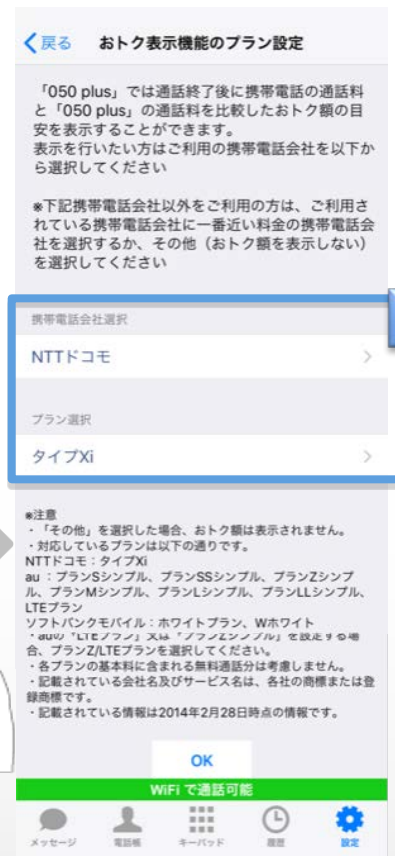 戻る おトク表示機能のプラン設定
「050 plus」では通話終了後に携帯電話の通話料
と「050 plus」の通話料を比較したおトク額の目
安を表示することができます。
表示を行いたい方はご利用の携帯電話会社を以下か
ら選択してください
※下記携帯電話会社以外をご利用の方は、ご利用さ
れている携帯電話会社に一番近い料金の携帯電話会
社を選択するか、その他（おトク額を表示しない）
を選択してください
携帯電話会社選択
NTTドコモ
プラン選択
タイプXi
※注意
・「その他」を選択した場合、おトク額は表示されません。
・対応しているプランは以下の通りです。
NTTドコモ：タイプXi
au ：プランSシンプル、プランSSシンプル、プランZシンプ
ル、プランMシンプル、プランLシンプル、プランLLシンプル、
LTEプラン
ソフトバンクモバイル：ホワイトプラン、Wホワイト
・auの「LTEプラン」又は「プランZシンプル」を設定する場
合、プランZ/LTEプランを選択してください。
・各プランの基本料に含まれる無料通話分は考慮しません。
・記載されている会社名及びサービス名は、各社の商標または登
録商標です。
・記載されている情報は2014年2月28日時点の情報です。
OK
WiFi で通話可能
メッセージ 電話帳 キーパッド 履歴 設定